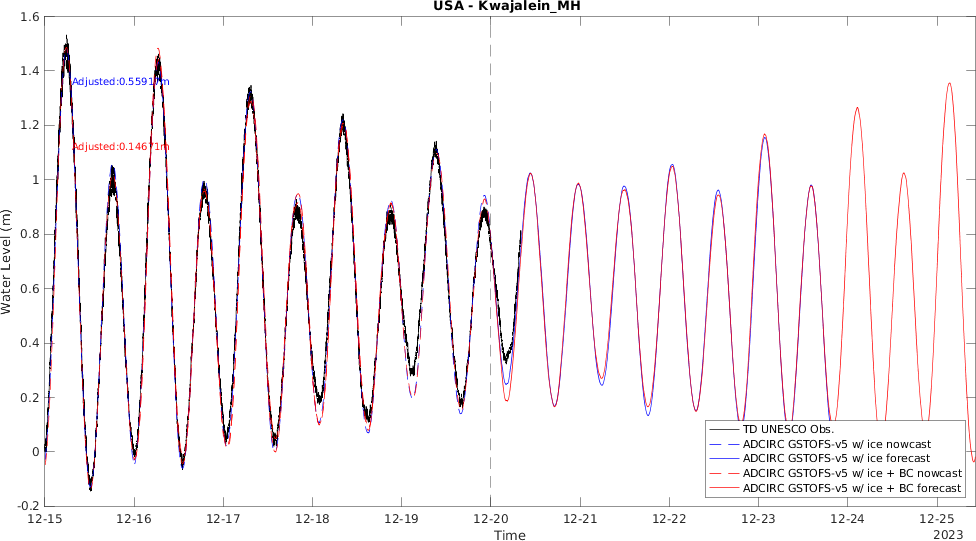 USA - Kwajalein_MH
Water Level (m)
1.6
1.4
1.2
1
0.8
0.6
0.4
0.2
0
-0.2
Adjusted:0.5591m
Adjusted:0.14671m
TD UNESCO Obs.
ADCIRC GSTOFS-v5 w/ ice nowcast
ADCIRC GSTOFS-v5 w/ ice forecast
ADCIRC GSTOFS-v5 w/ ice + BC nowcast
ADCIRC GSTOFS-v5 w/ ice + BC forecast
12-15 12-16 12-17 12-18 12-19 12-20 12-21 12-22 12-23 12-24 12-25
Time
2023